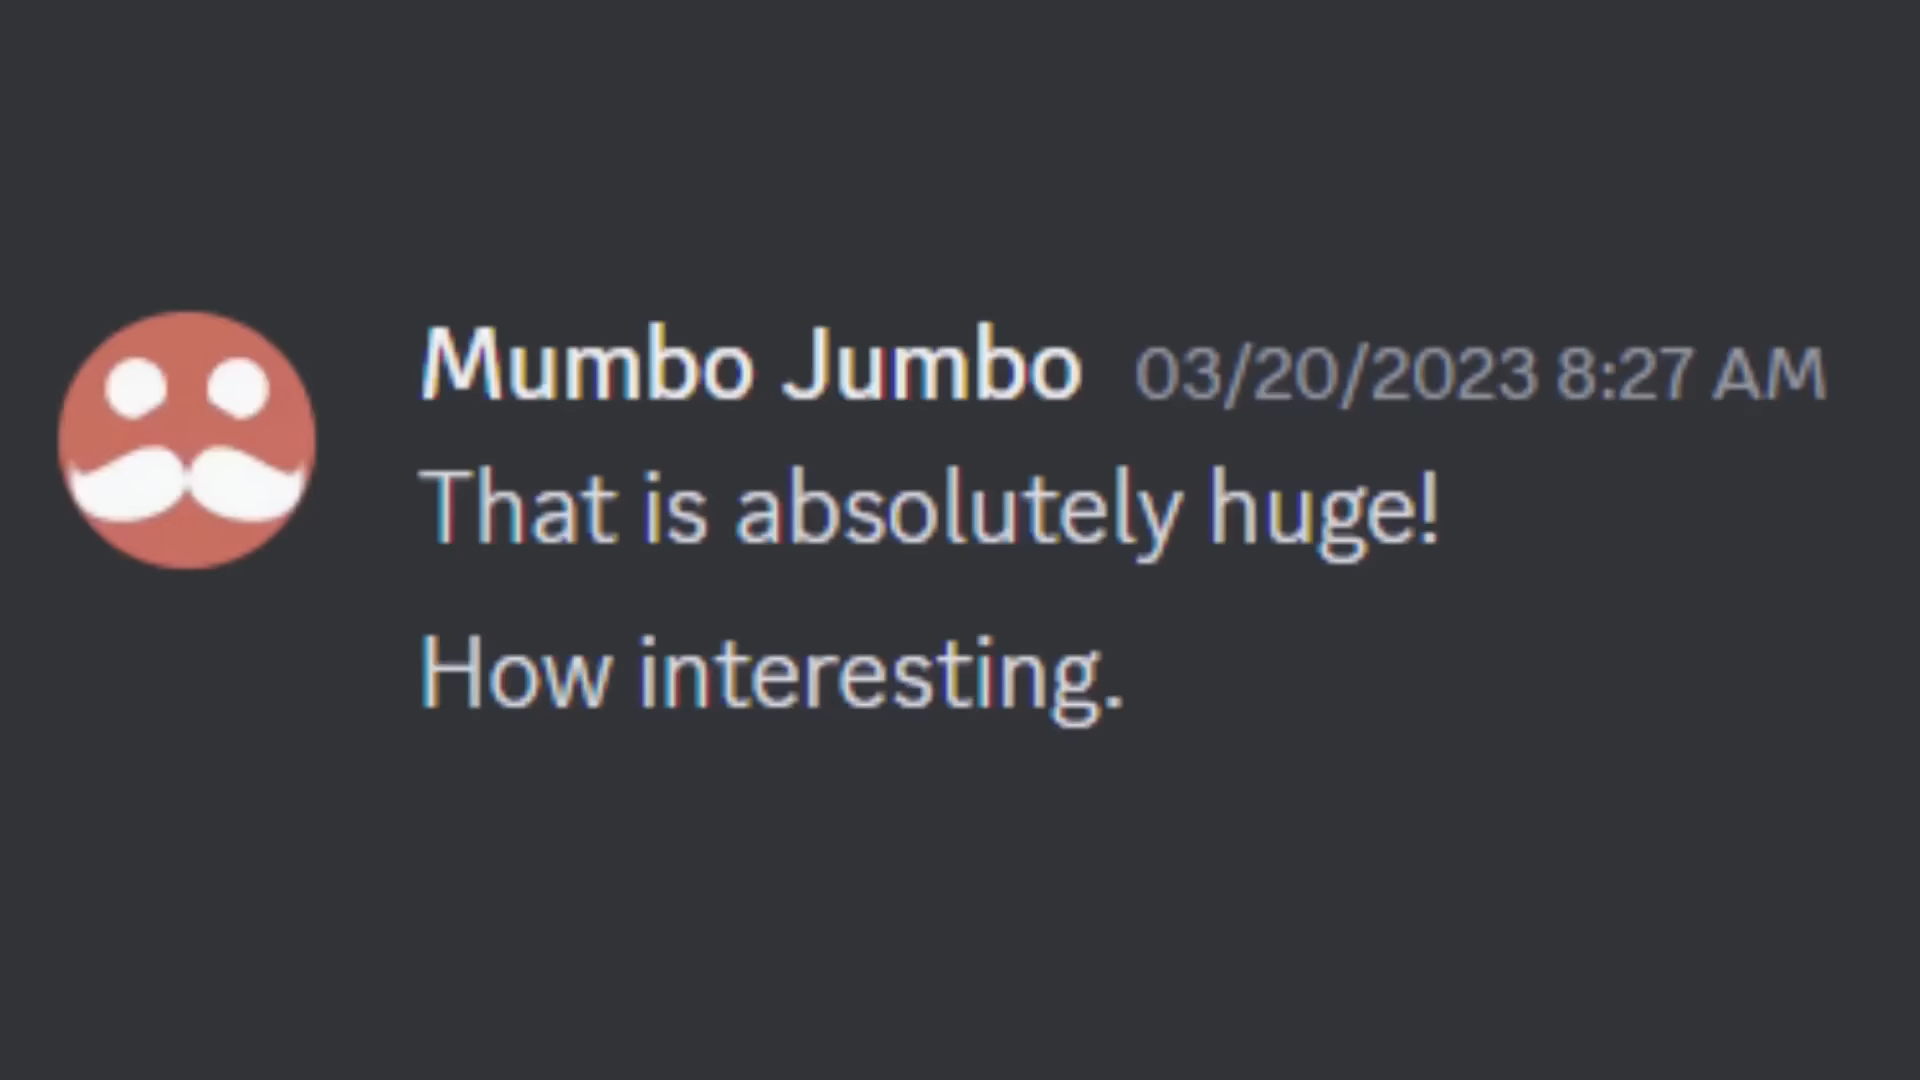 Mumbo Jumbo 03/20/2023 8:27 AM
That is absolutely huge!
How interesting.